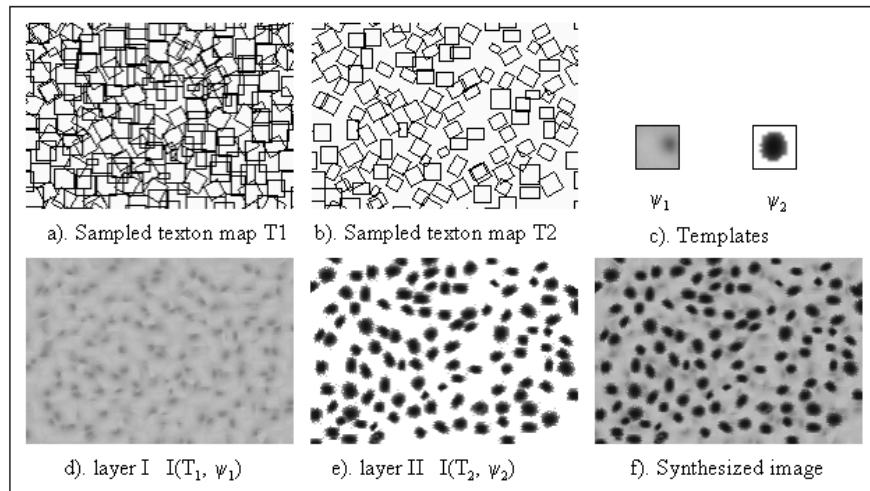 a). Sampled texton map T1
b). Sampled texton map T2
ψ1
ψ2
c). Templates
d). layer I I(T1, ψ1)
e). layer II I(T2, ψ2)
f). Synthesized image